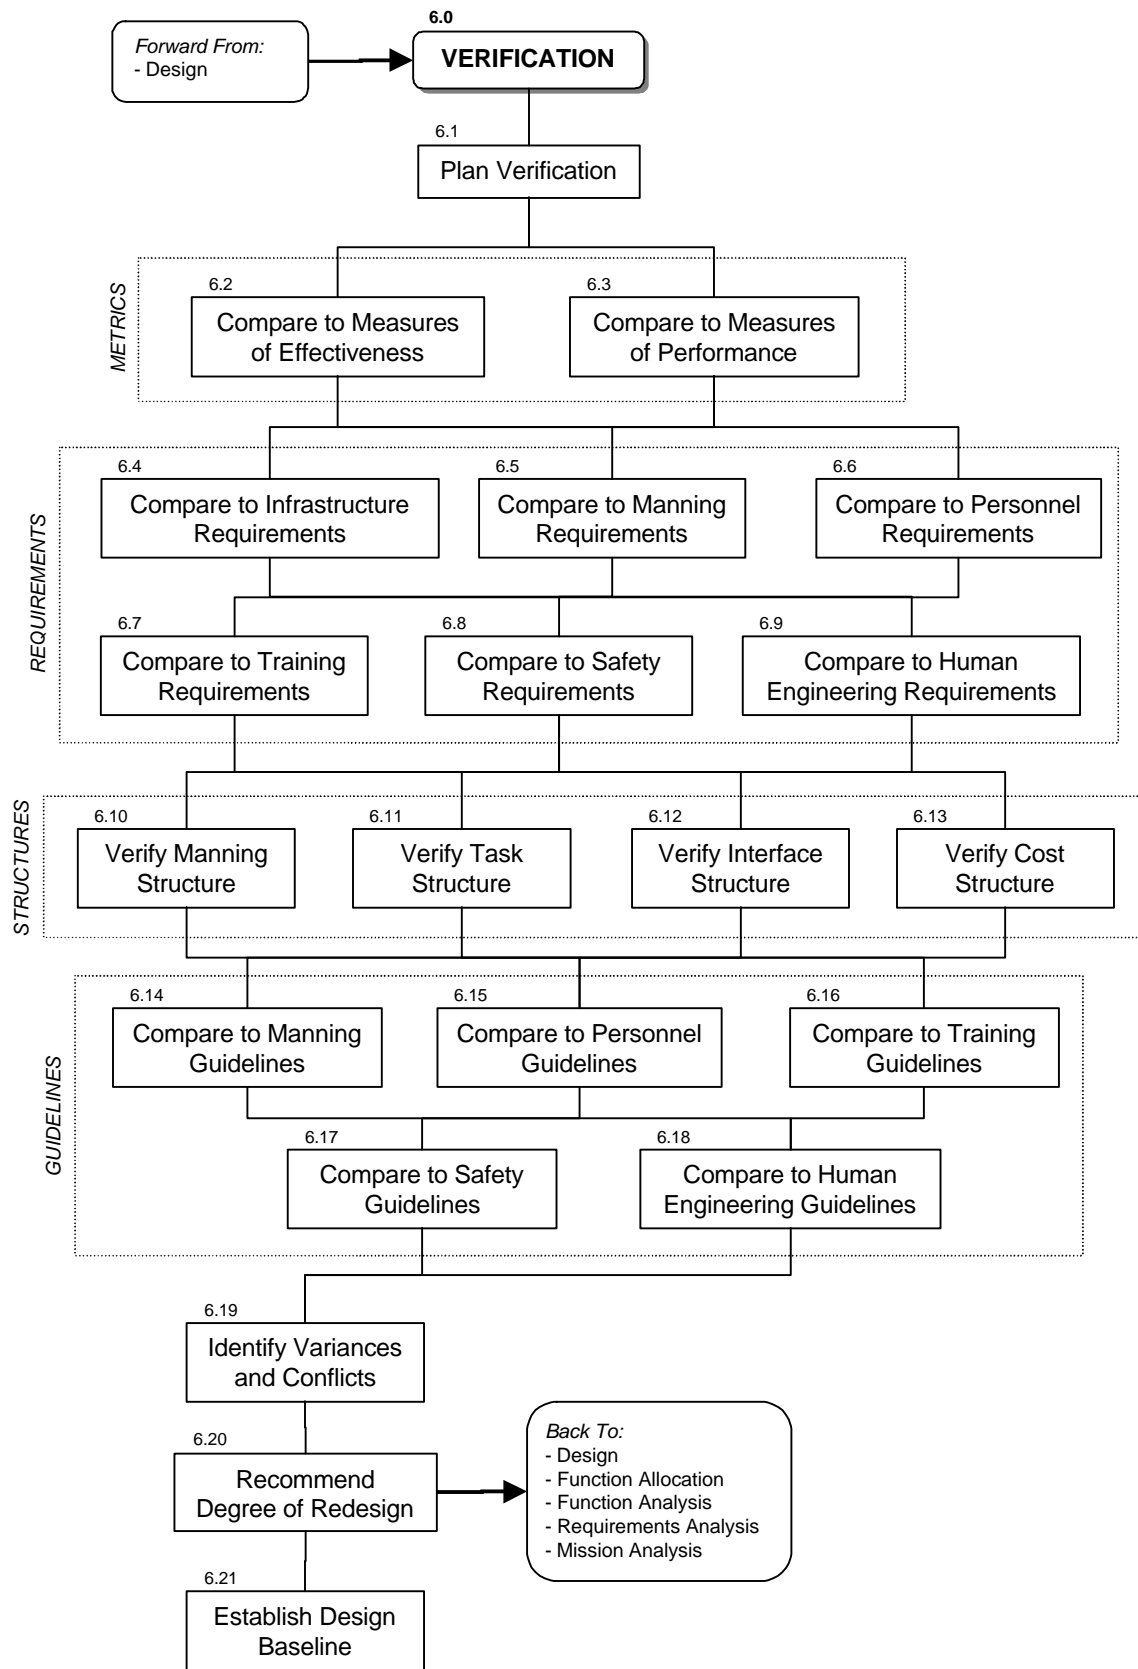 6.0
Forward From:
- Design
VERIFICATION
6.1
Plan Verification
METRICS
6.2
Compare to Measures
of Effectiveness
6.3
Compare to Measures
of Performance
REQUIREMENTS
6.4
Compare to Infrastructure
Requirements
6.5
Compare to Manning
Requirements
6.6
Compare to Personnel
Requirements
6.7
Compare to Training
Requirements
6.8
Compare to Safety
Requirements
6.9
Compare to Human
Engineering Requirements
STRUCTURES
6.10
Verify Manning
Structure
6.11
Verify Task
Structure
6.12
Verify Interface
Structure
6.13
Verify Cost
Structure
GUIDELINES
6.14
Compare to Manning
Guidelines
6.15
Compare to Personnel
Guidelines
6.16
Compare to Training
Guidelines
6.17
Compare to Safety
Guidelines
6.18
Compare to Human
Engineering Guidelines
6.19
Identify Variances
and Conflicts
6.20
Recommend
Degree of Redesign
Back To:
- Design
- Function Allocation
- Function Analysis
- Requirements Analysis
- Mission Analysis
6.21
Establish Design
Baseline